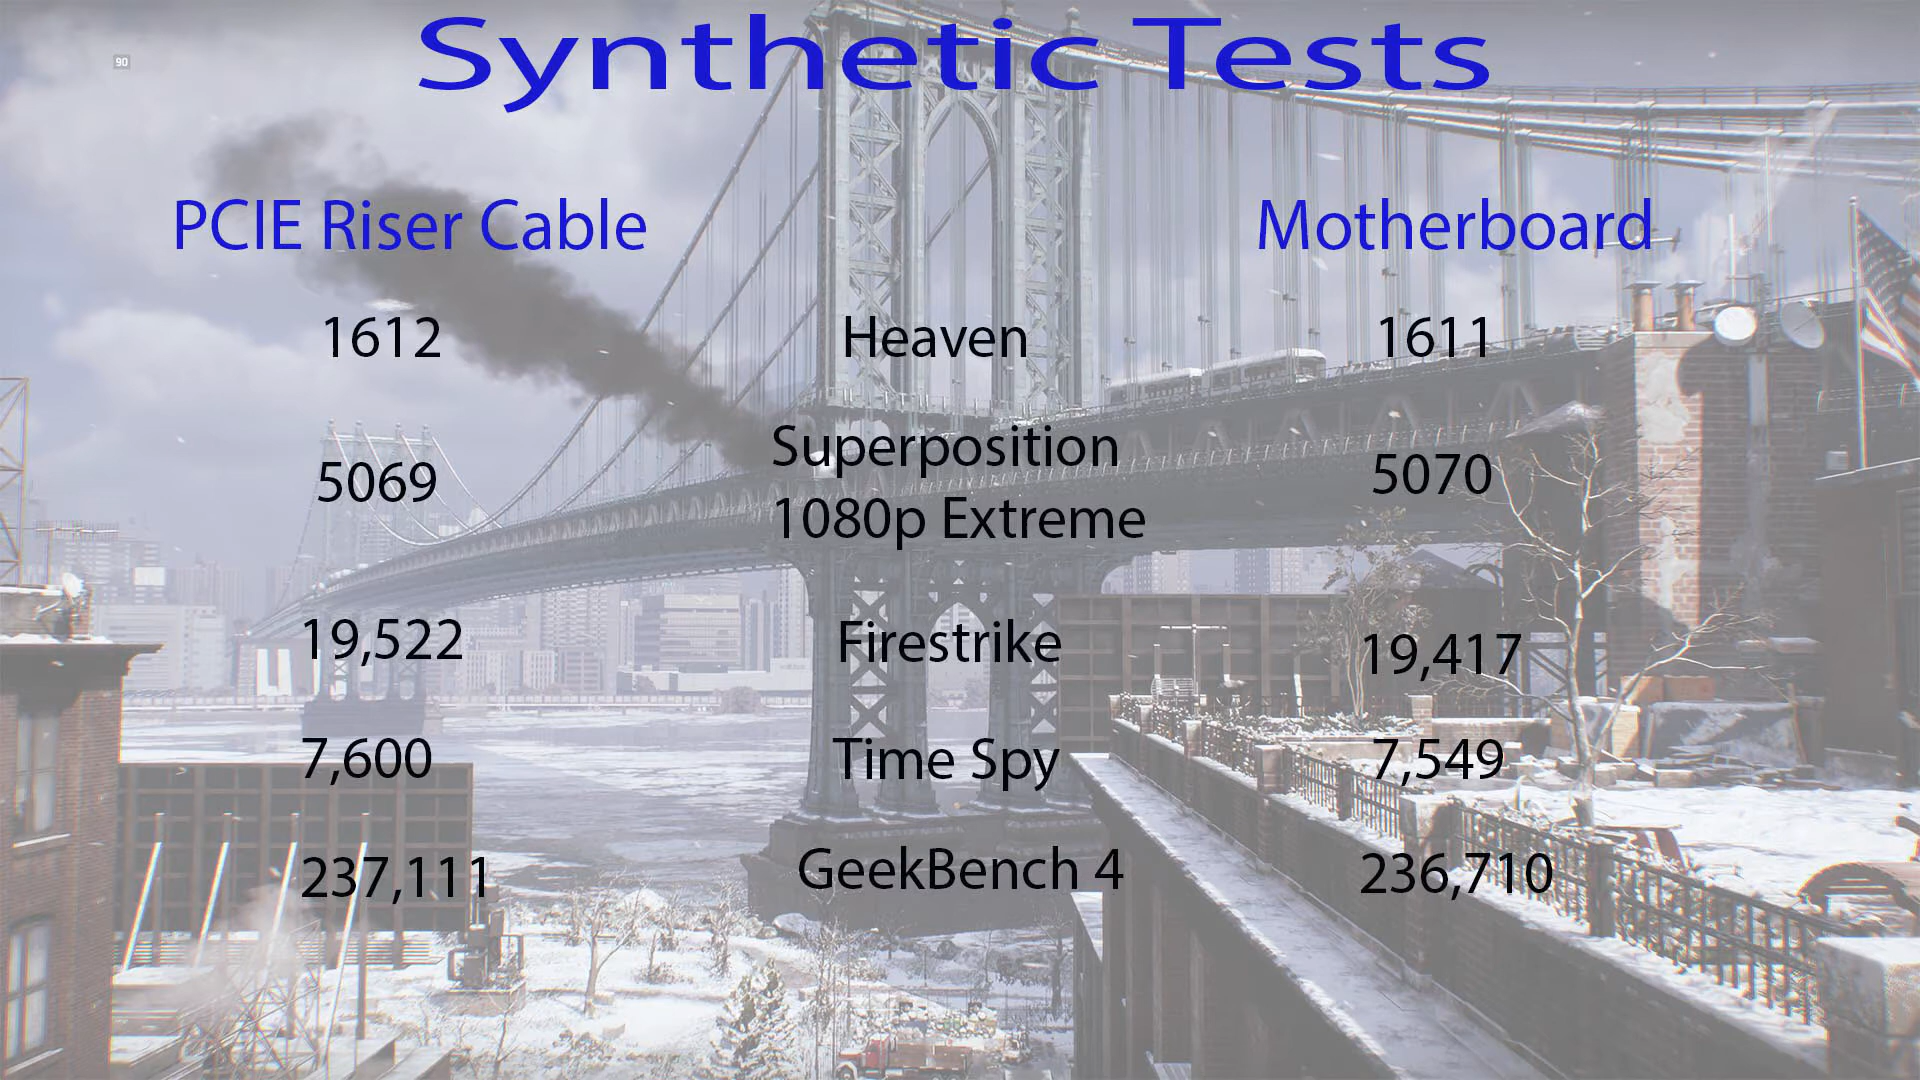 Synthetic Tests
90
PCIE Riser Cable Motherboard
1612 Heaven 1611
Superposition
5069 5070
1080p Extreme
19,522 Firestrike 19,417
7,600 Time Spy 7,549
237,111 GeekBench 4 236,710